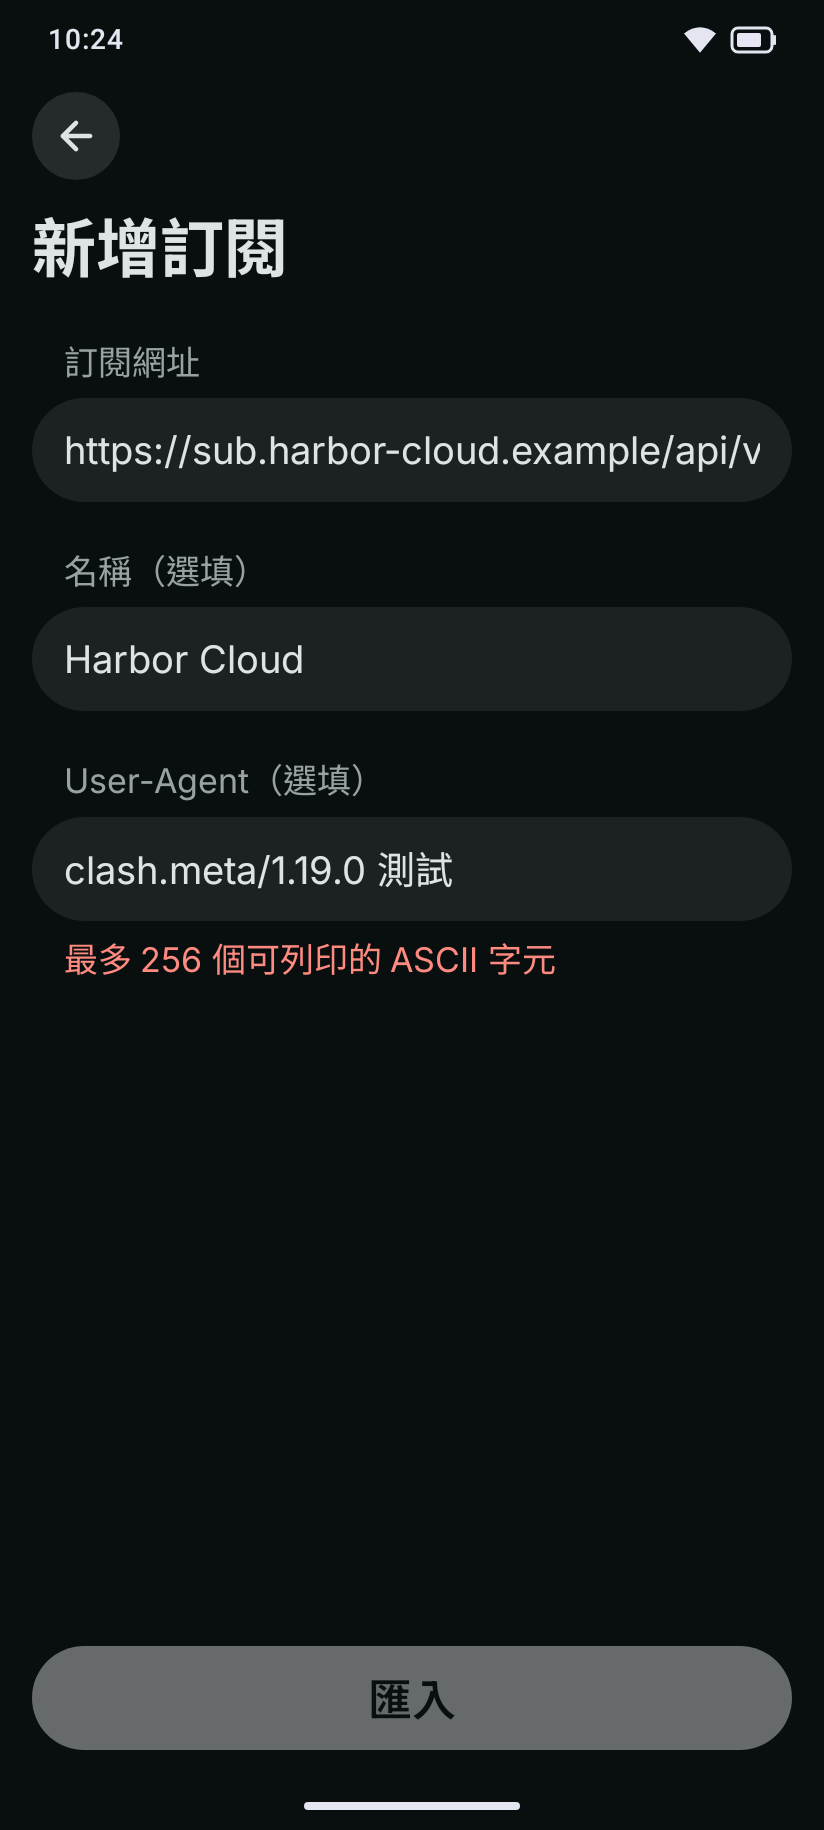 10:24
新增訂閱
訂閱網址
https://sub.harbor-cloud.example/api/v
名稱（選填）
Harbor Cloud
User-Agent（選填）
clash.meta/1.19.0 測試
最多 256 個可列印的 ASCII 字元
匯入